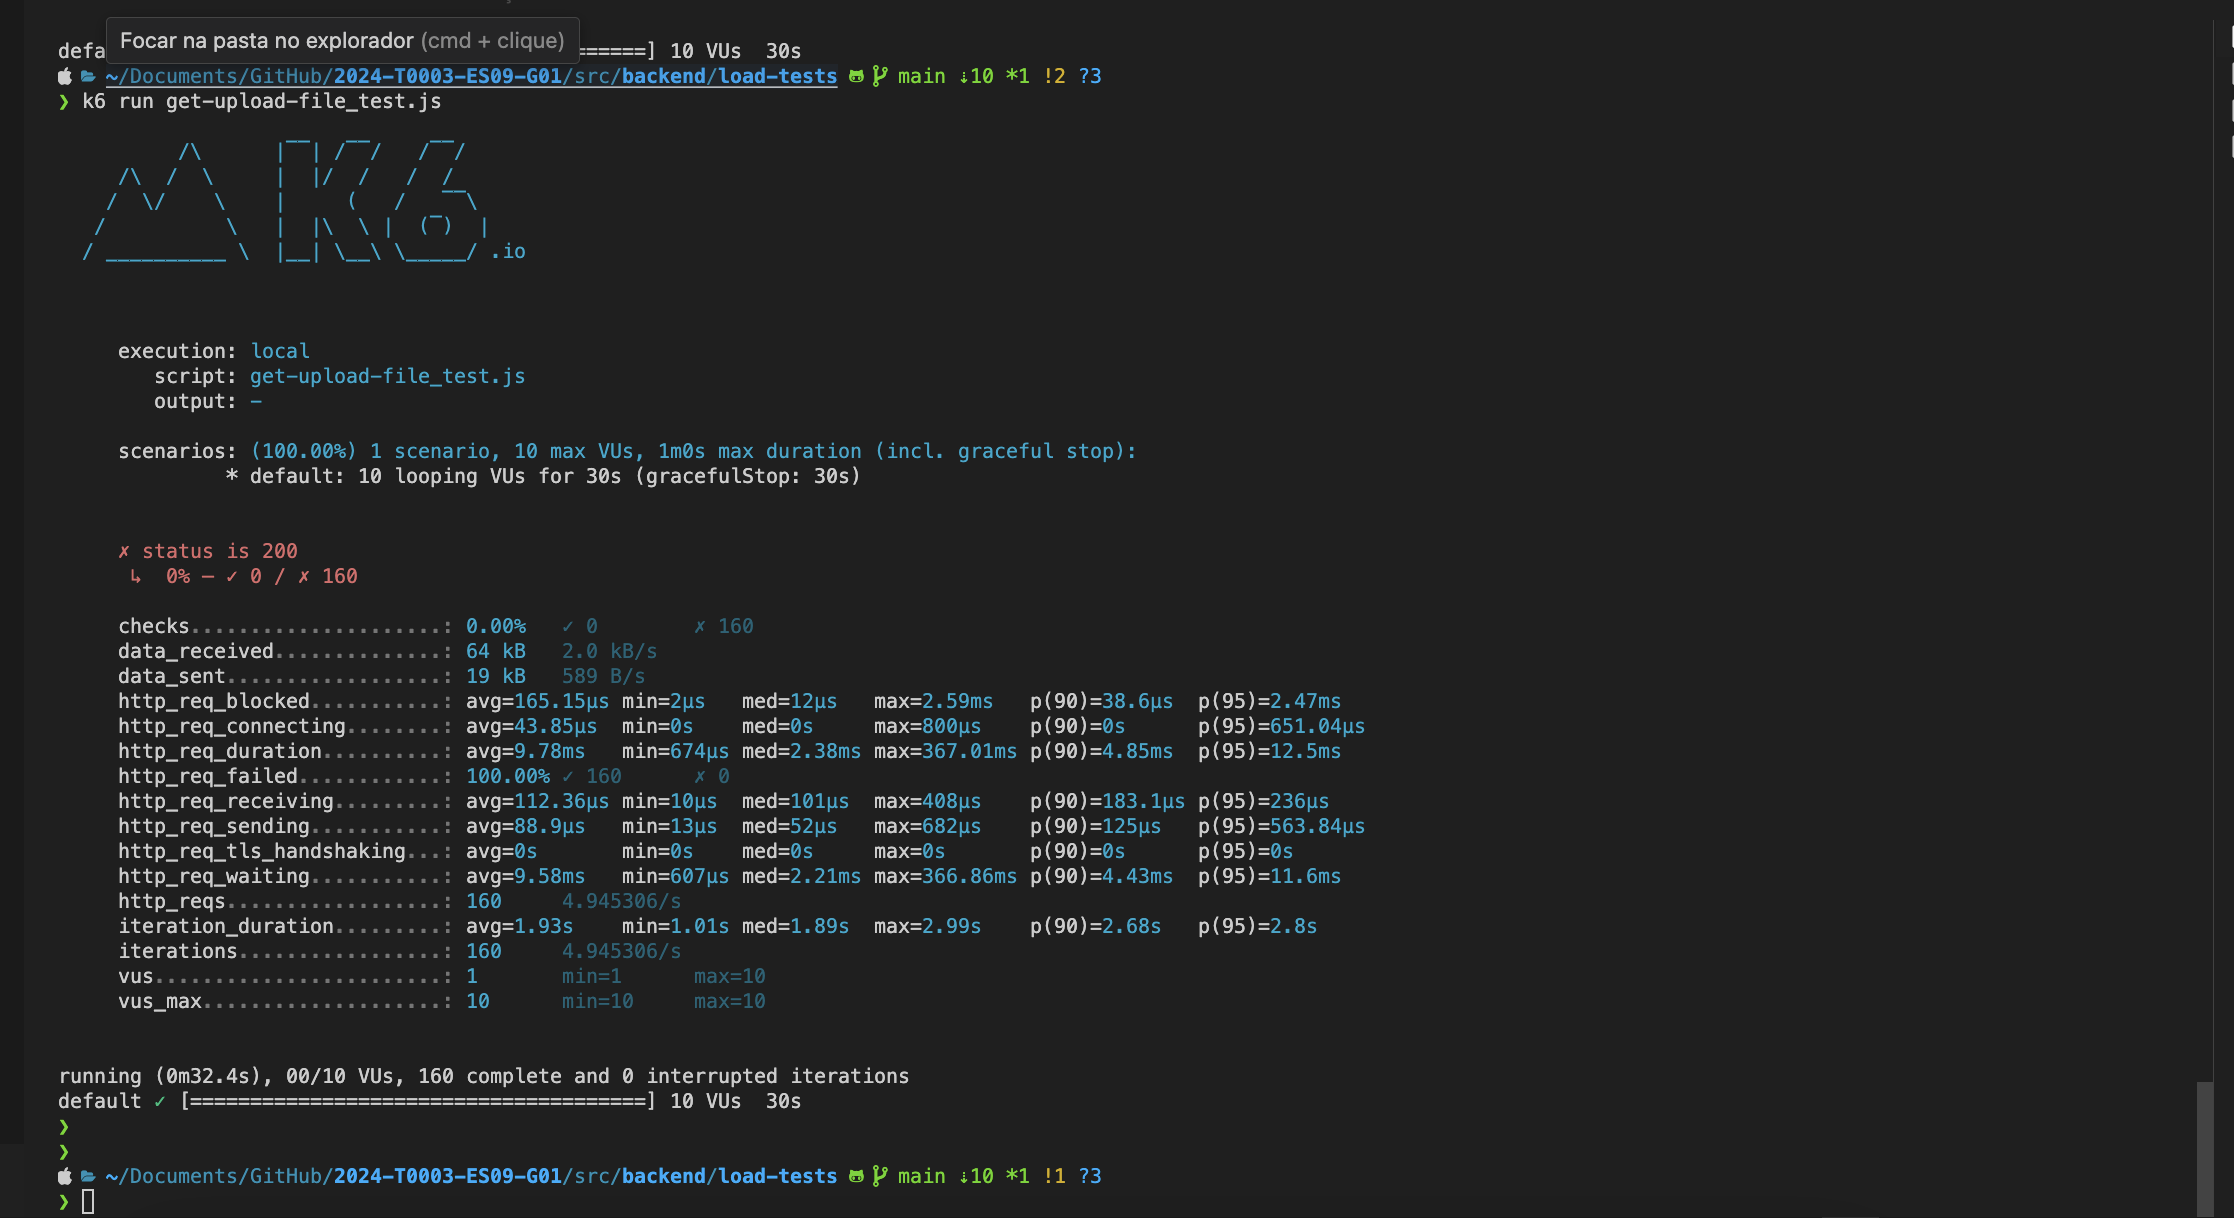 Focar na pasta no explorador (cmd + clique)
defa ======] 10 VUs  30s
~/Documents/GitHub/2024-T0003-ES09-G01/src/backend/load-tests main ⇣10 *1 !2 ?3
❯ k6 run get-upload-file_test.js

          /\      |‾‾| /‾‾/   /‾‾/
     /\  /  \     |  |/  /   /  /
    /  \/    \    |     (   /   ‾‾\
   /          \   |  |\  \ |  (‾)  |
  / __________ \  |__| \__\ \_____/ .io

     execution: local
        script: get-upload-file_test.js
        output: -

     scenarios: (100.00%) 1 scenario, 10 max VUs, 1m0s max duration (incl. graceful stop):
              * default: 10 looping VUs for 30s (gracefulStop: 30s)

     ✗ status is 200
      ↳  0% — ✓ 0 / ✗ 160

     checks.....................: 0.00%   ✓ 0        ✗ 160
     data_received..............: 64 kB   2.0 kB/s
     data_sent..................: 19 kB   589 B/s
     http_req_blocked...........: avg=165.15µs min=2µs   med=12µs   max=2.59ms   p(90)=38.6µs  p(95)=2.47ms
     http_req_connecting........: avg=43.85µs  min=0s    med=0s     max=800µs    p(90)=0s      p(95)=651.04µs
     http_req_duration..........: avg=9.78ms   min=674µs med=2.38ms max=367.01ms p(90)=4.85ms  p(95)=12.5ms
     http_req_failed............: 100.00% ✓ 160      ✗ 0
     http_req_receiving.........: avg=112.36µs min=10µs  med=101µs  max=408µs    p(90)=183.1µs p(95)=236µs
     http_req_sending...........: avg=88.9µs   min=13µs  med=52µs   max=682µs    p(90)=125µs   p(95)=563.84µs
     http_req_tls_handshaking...: avg=0s       min=0s    med=0s     max=0s       p(90)=0s      p(95)=0s
     http_req_waiting...........: avg=9.58ms   min=607µs med=2.21ms max=366.86ms p(90)=4.43ms  p(95)=11.6ms
     http_reqs..................: 160     4.945306/s
     iteration_duration.........: avg=1.93s    min=1.01s med=1.89s  max=2.99s    p(90)=2.68s   p(95)=2.8s
     iterations.................: 160     4.945306/s
     vus........................: 1       min=1      max=10
     vus_max....................: 10      min=10     max=10

running (0m32.4s), 00/10 VUs, 160 complete and 0 interrupted iterations
default ✓ [======================================] 10 VUs  30s
❯
❯
~/Documents/GitHub/2024-T0003-ES09-G01/src/backend/load-tests main ⇣10 *1 !1 ?3
❯